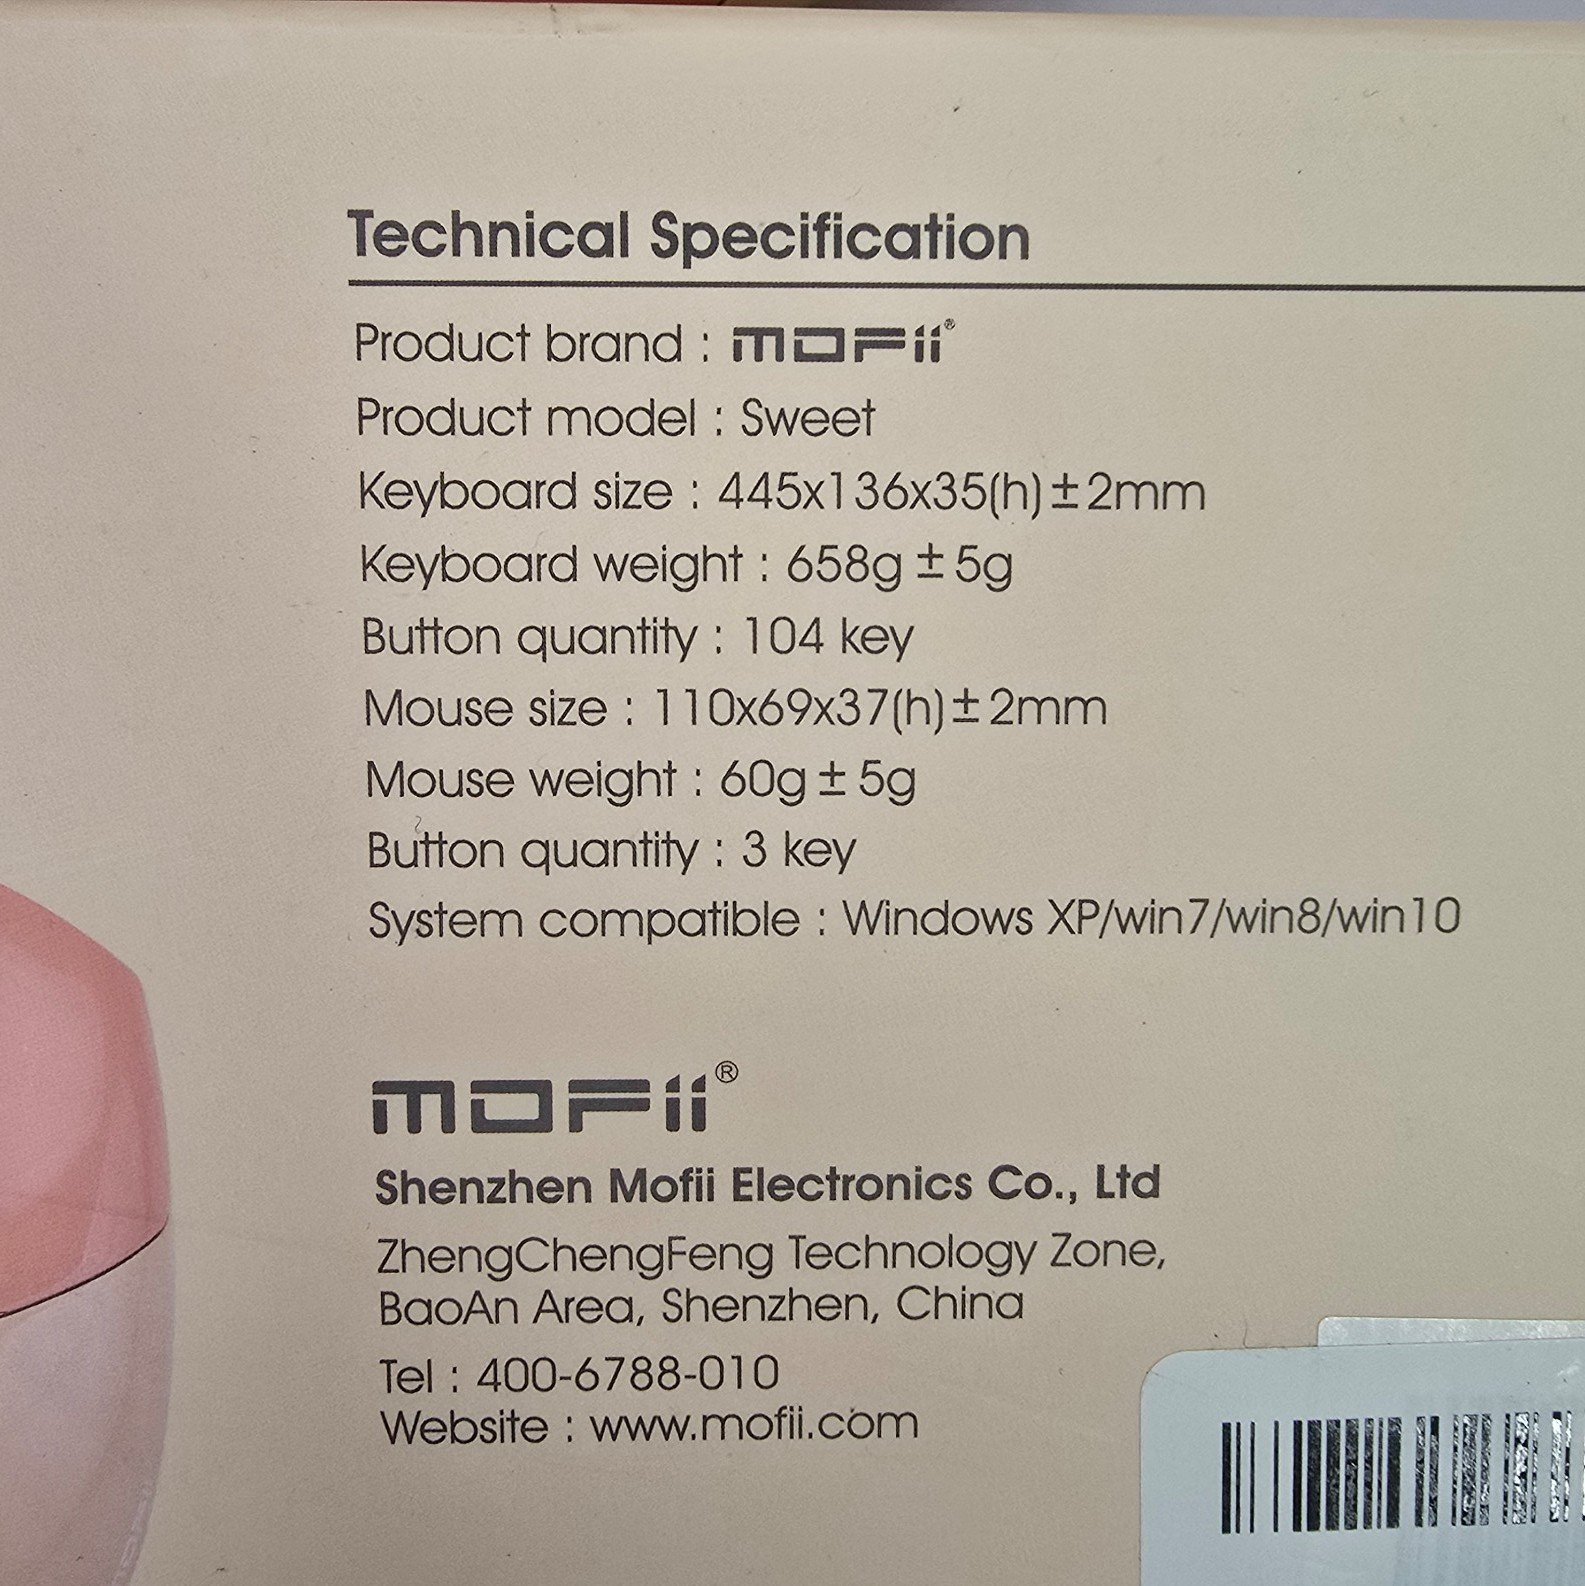 Technical Specification
Product brand : MOFii®
Product model : Sweet
Keyboard size : 445x136x35(h)±2mm
Keyboard weight : 658g ± 5g
Button quantity : 104 key
Mouse size : 110x69x37(h)±2mm
Mouse weight : 60g ± 5g
Button quantity : 3 key
System compatible : Windows XP/win7/win8/win10
MOFii®
Shenzhen Mofii Electronics Co., Ltd
ZhengChengFeng Technology Zone,
BaoAn Area, Shenzhen, China
Tel : 400-6788-010
Website : www.mofii.com